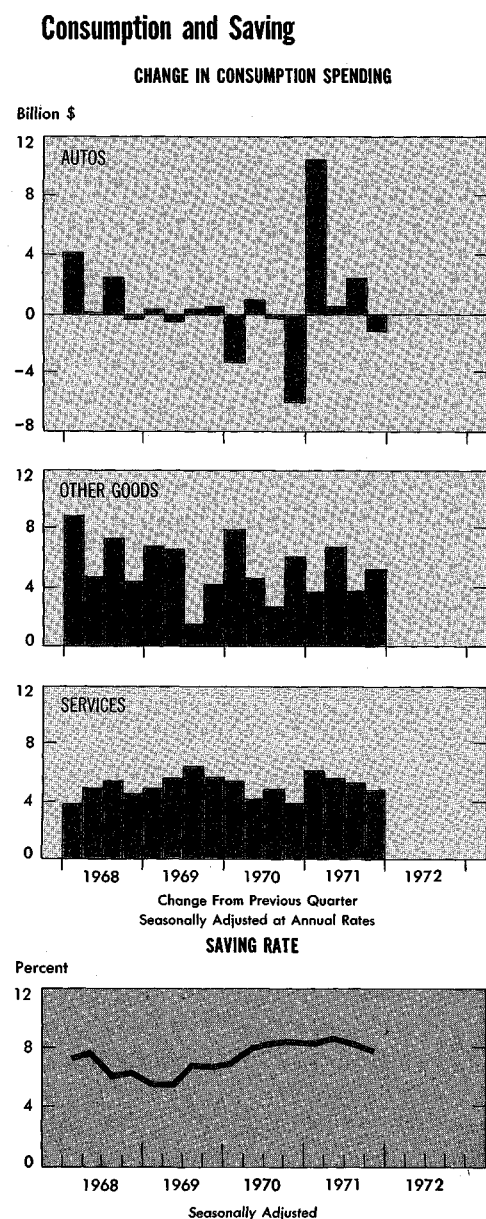 Consumption and Saving
CHANGE IN CONSUMPTION SPENDING
Billion $
12
AUTOS
8
4
0
-4
-8
12
OTHER GOODS
8
4
0
12
SERVICES
8
4
0
1968 1969 1970 1971 1972
Change From Previous Quarter
Seasonally Adjusted at Annual Rates
SAVING RATE
Percent
12
8
4
0
1968 1969 1970 1971 1972
Seasonally Adjusted